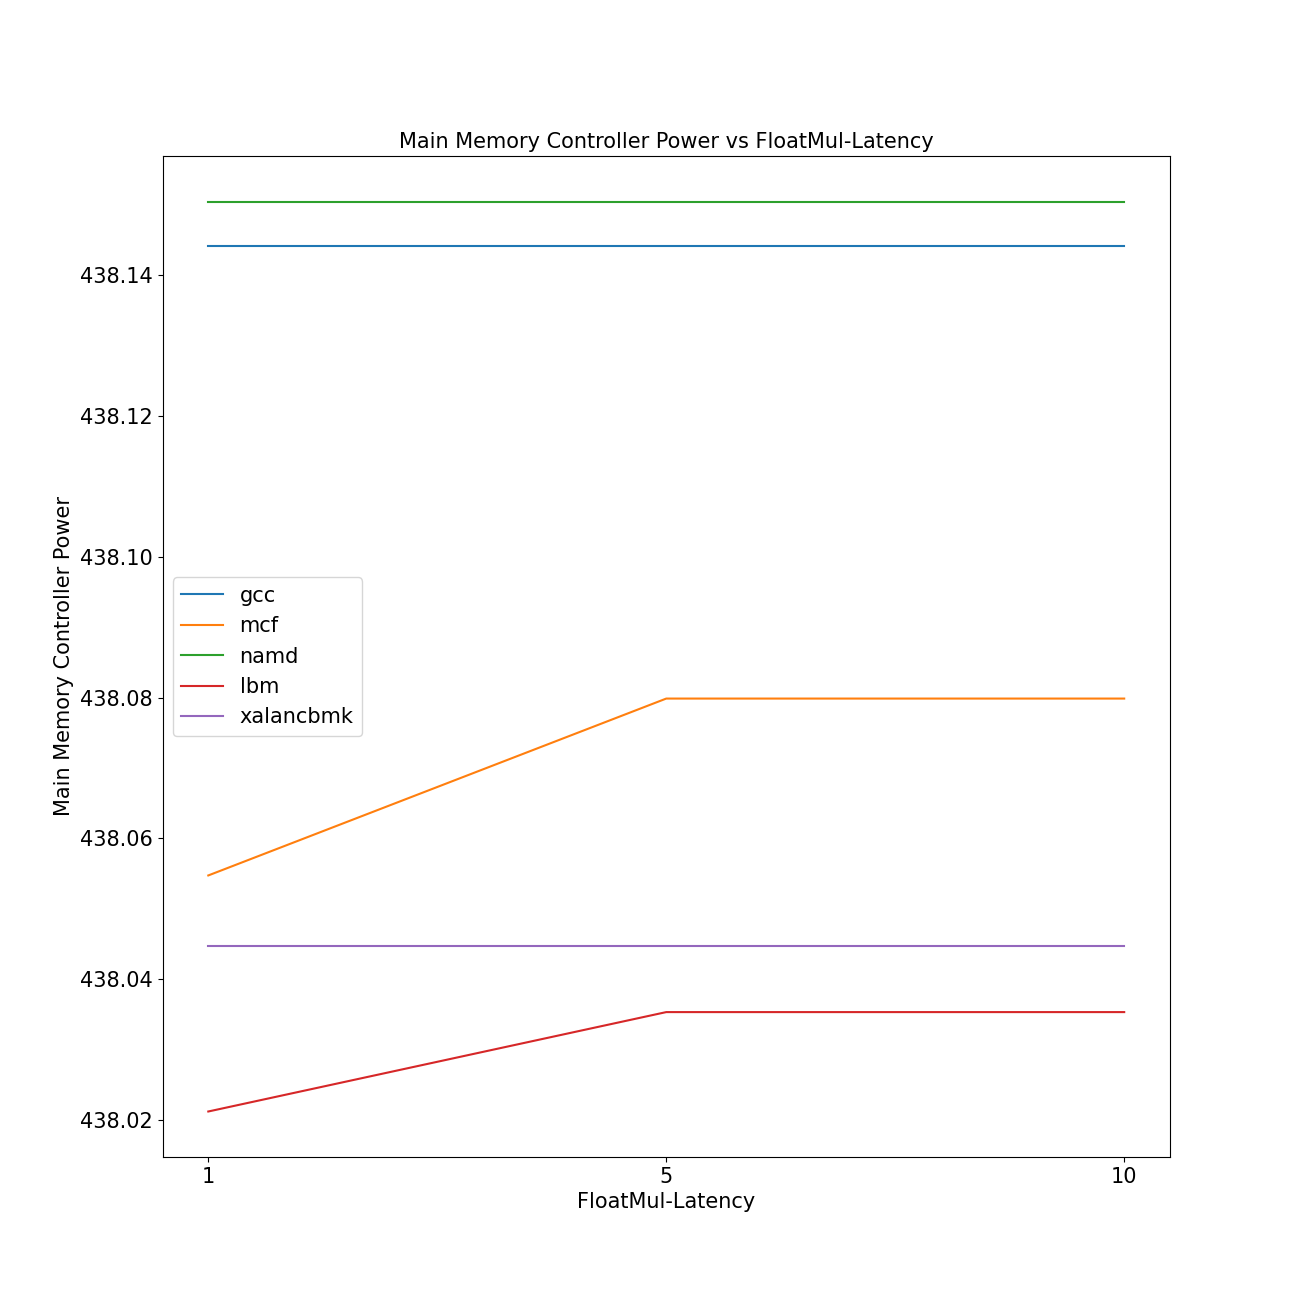 Main Memory Controller Power vs FloatMul-Latency
Main Memory Controller Power
438.14
438.12
438.10
438.08
438.06
438.04
438.02
gcc
mcf
namd
lbm
xalancbmk
1 5 10
FloatMul-Latency